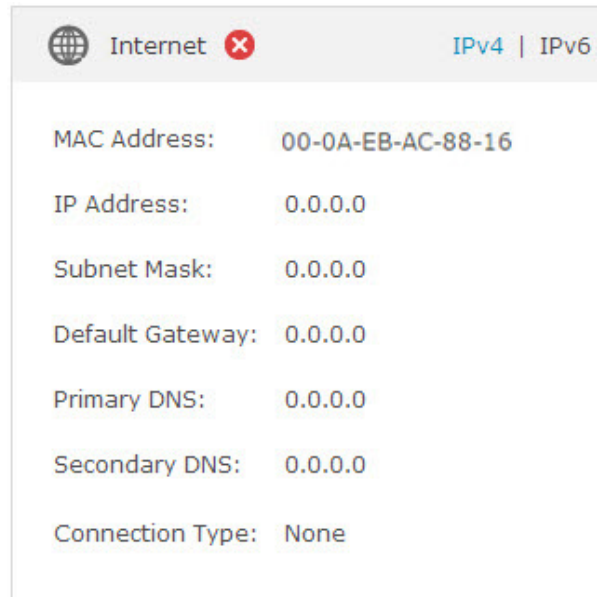 Internet IPv4 | IPv6
MAC Address: 00-0A-EB-AC-88-16
IP Address: 0.0.0.0
Subnet Mask: 0.0.0.0
Default Gateway: 0.0.0.0
Primary DNS: 0.0.0.0
Secondary DNS: 0.0.0.0
Connection Type: None